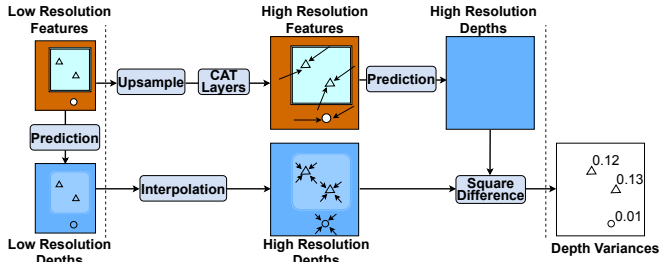 Low Resolution
Features
High Resolution
Features
High Resolution
Depths
Upsample
CAT
Layers
Prediction
Prediction
Interpolation
Square
Difference
0.12
0.13
0.01
Low Resolution
Depths
High Resolution
Depths
Depth Variances